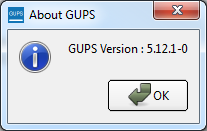 GUPS About GUPS
GUPS Version : 5.12.1-0
OK